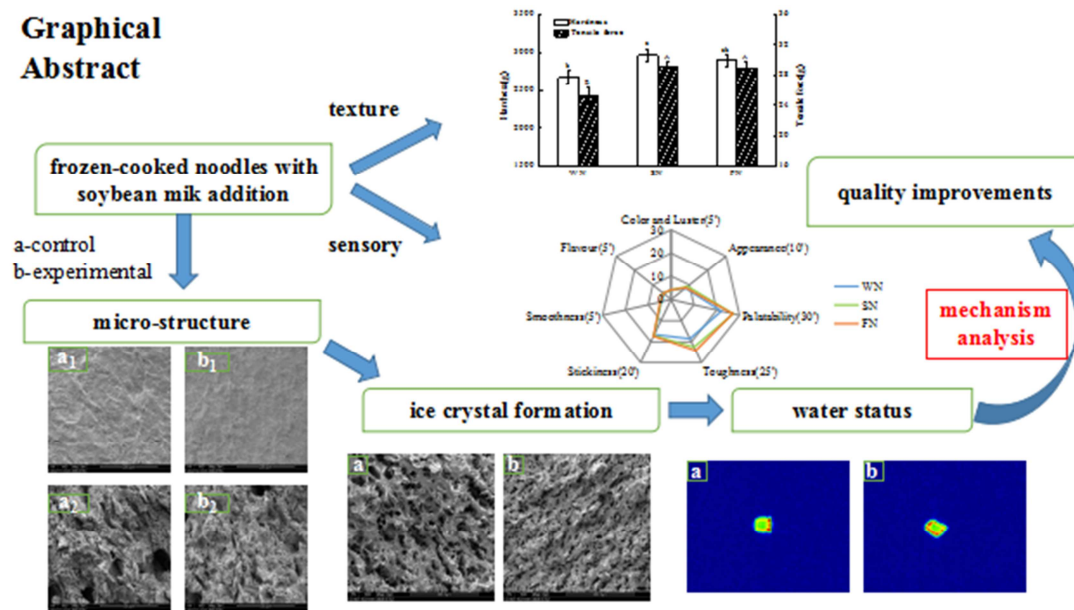 Graphical
Abstract
texture
frozen-cooked noodles with
soybean mik addition
sensory
a-control
b-experimental
micro-structure
a1
b1
a2
b2
Hardness
Tensile force
Hardness(g)
Tensile force(g)
WN
SN
FN
Color and Luster(5')
Appearance(10')
Palatability(30')
Toughness(25')
Stickiness(20')
Smoothness(5')
Flavour(5')
30
20
10
0
WN
SN
FN
quality improvements
mechanism
analysis
ice crystal formation
water status
a
b
a
b